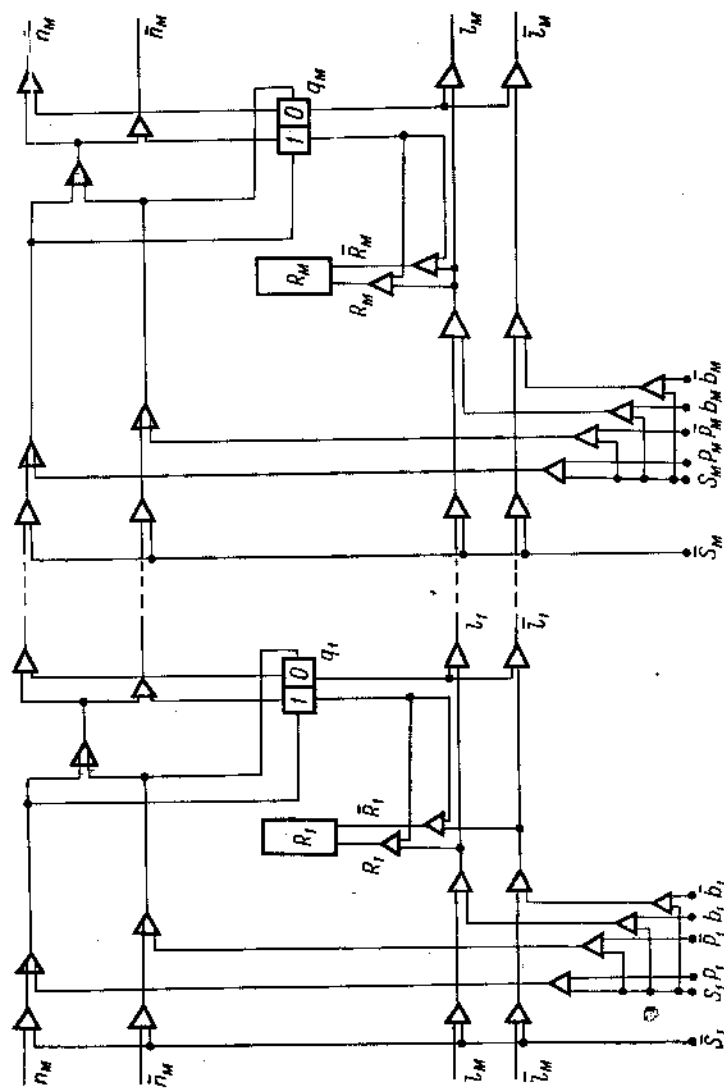 n_M
n̄_M
q_M
1 0
R_M
R_M R̄_M
l_M
l̄_M
S̄_M S_M P_M P̄_M b_M b̄_M
q_1
1 0
R_1
R_1 R̄_1
l_1
l̄_1
n_M
n̄_M
l_M
l̄_M
S̄_1 S_1 P_1 P̄_1 b_1 b̄_1